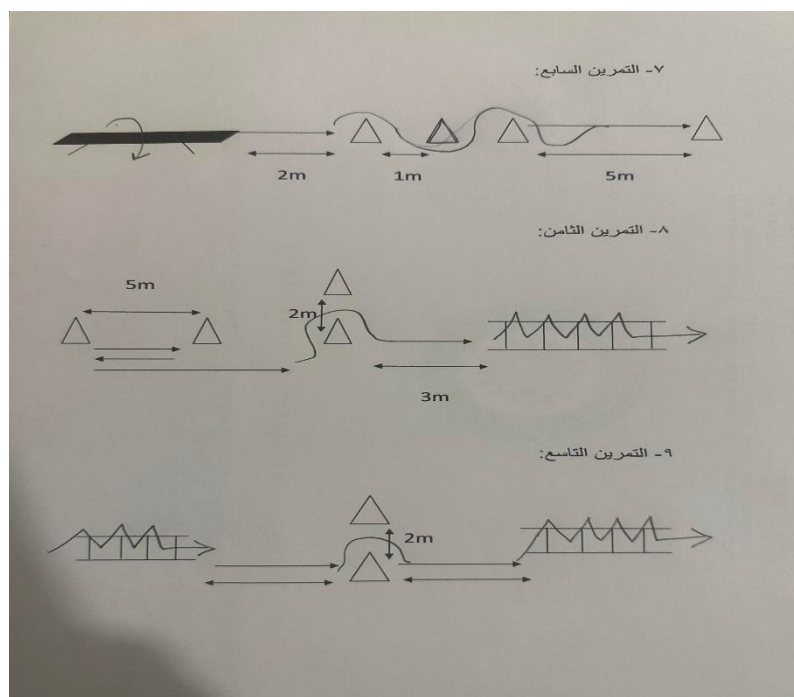 ٧- التمرين السابع:
2m 1m 5m
٨- التمرين الثامن:
5m
2m
3m
٩- التمرين التاسع:
2m